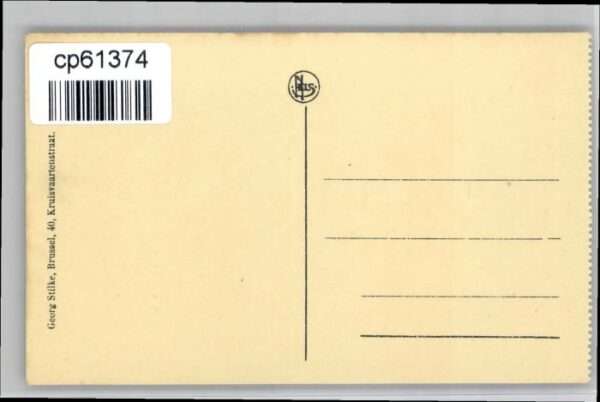 cp61374
Georg Stilke, Brussel, 40, Kruisvaartenstraat.